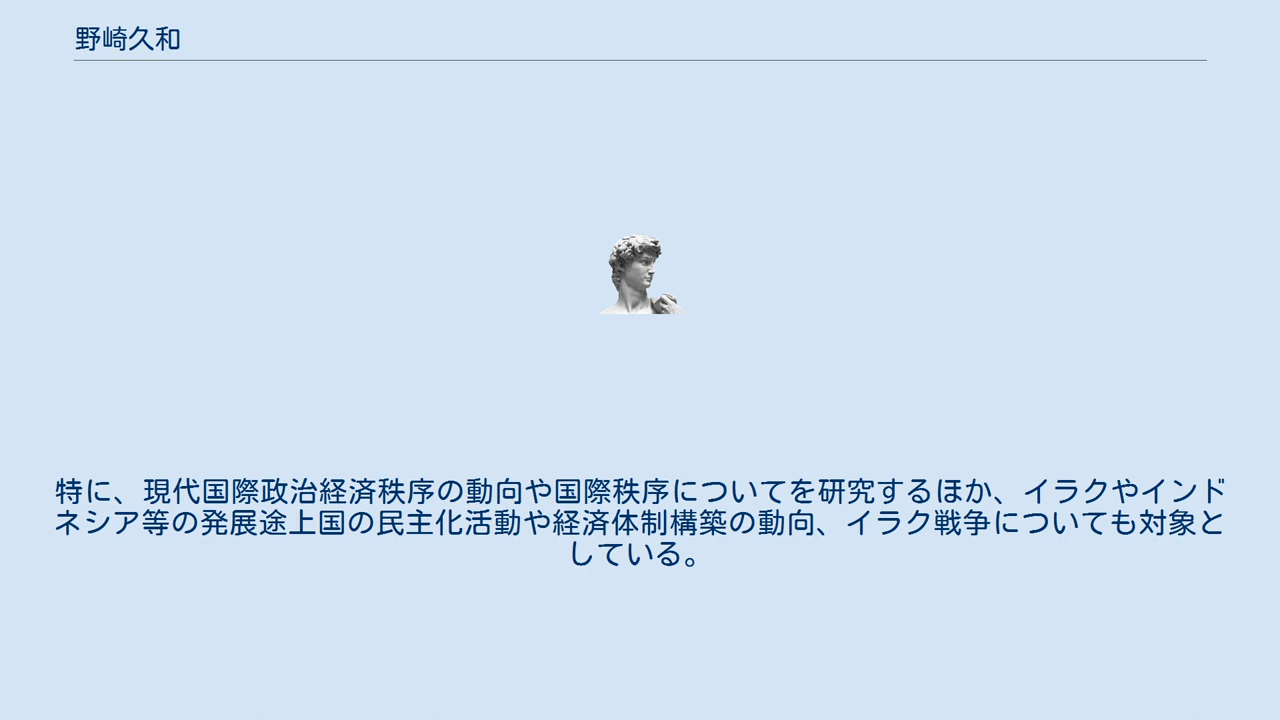 野崎久和
特に、現代国際政治経済秩序の動向や国際秩序についてを研究するほか、イラクやインド
ネシア等の発展途上国の民主化活動や経済体制構築の動向、イラク戦争についても対象と
している。